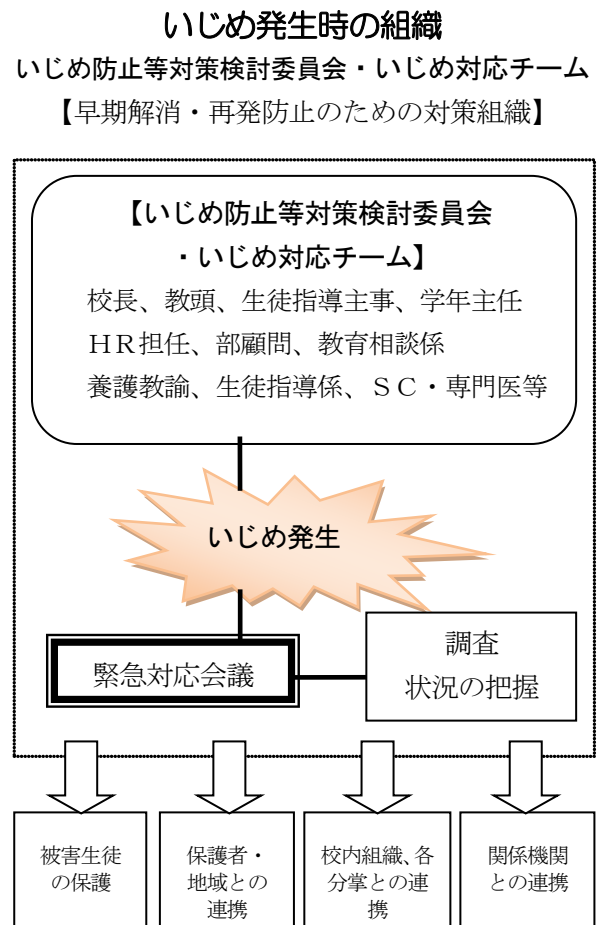 いじめ発生時の組織
いじめ防止等対策検討委員会・いじめ対応チーム
【早期解消・再発防止のための対策組織】
【いじめ防止等対策検討委員会
・いじめ対応チーム】
校長、教頭、生徒指導主事、学年主任
ＨＲ担任、部顧問、教育相談係
養護教諭、生徒指導係、ＳＣ・専門医等
いじめ発生
緊急対応会議
調査
状況の把握
被害生徒
の保護
保護者・
地域との
連携
校内組織、各
分掌との連
携
関係機関
との連携